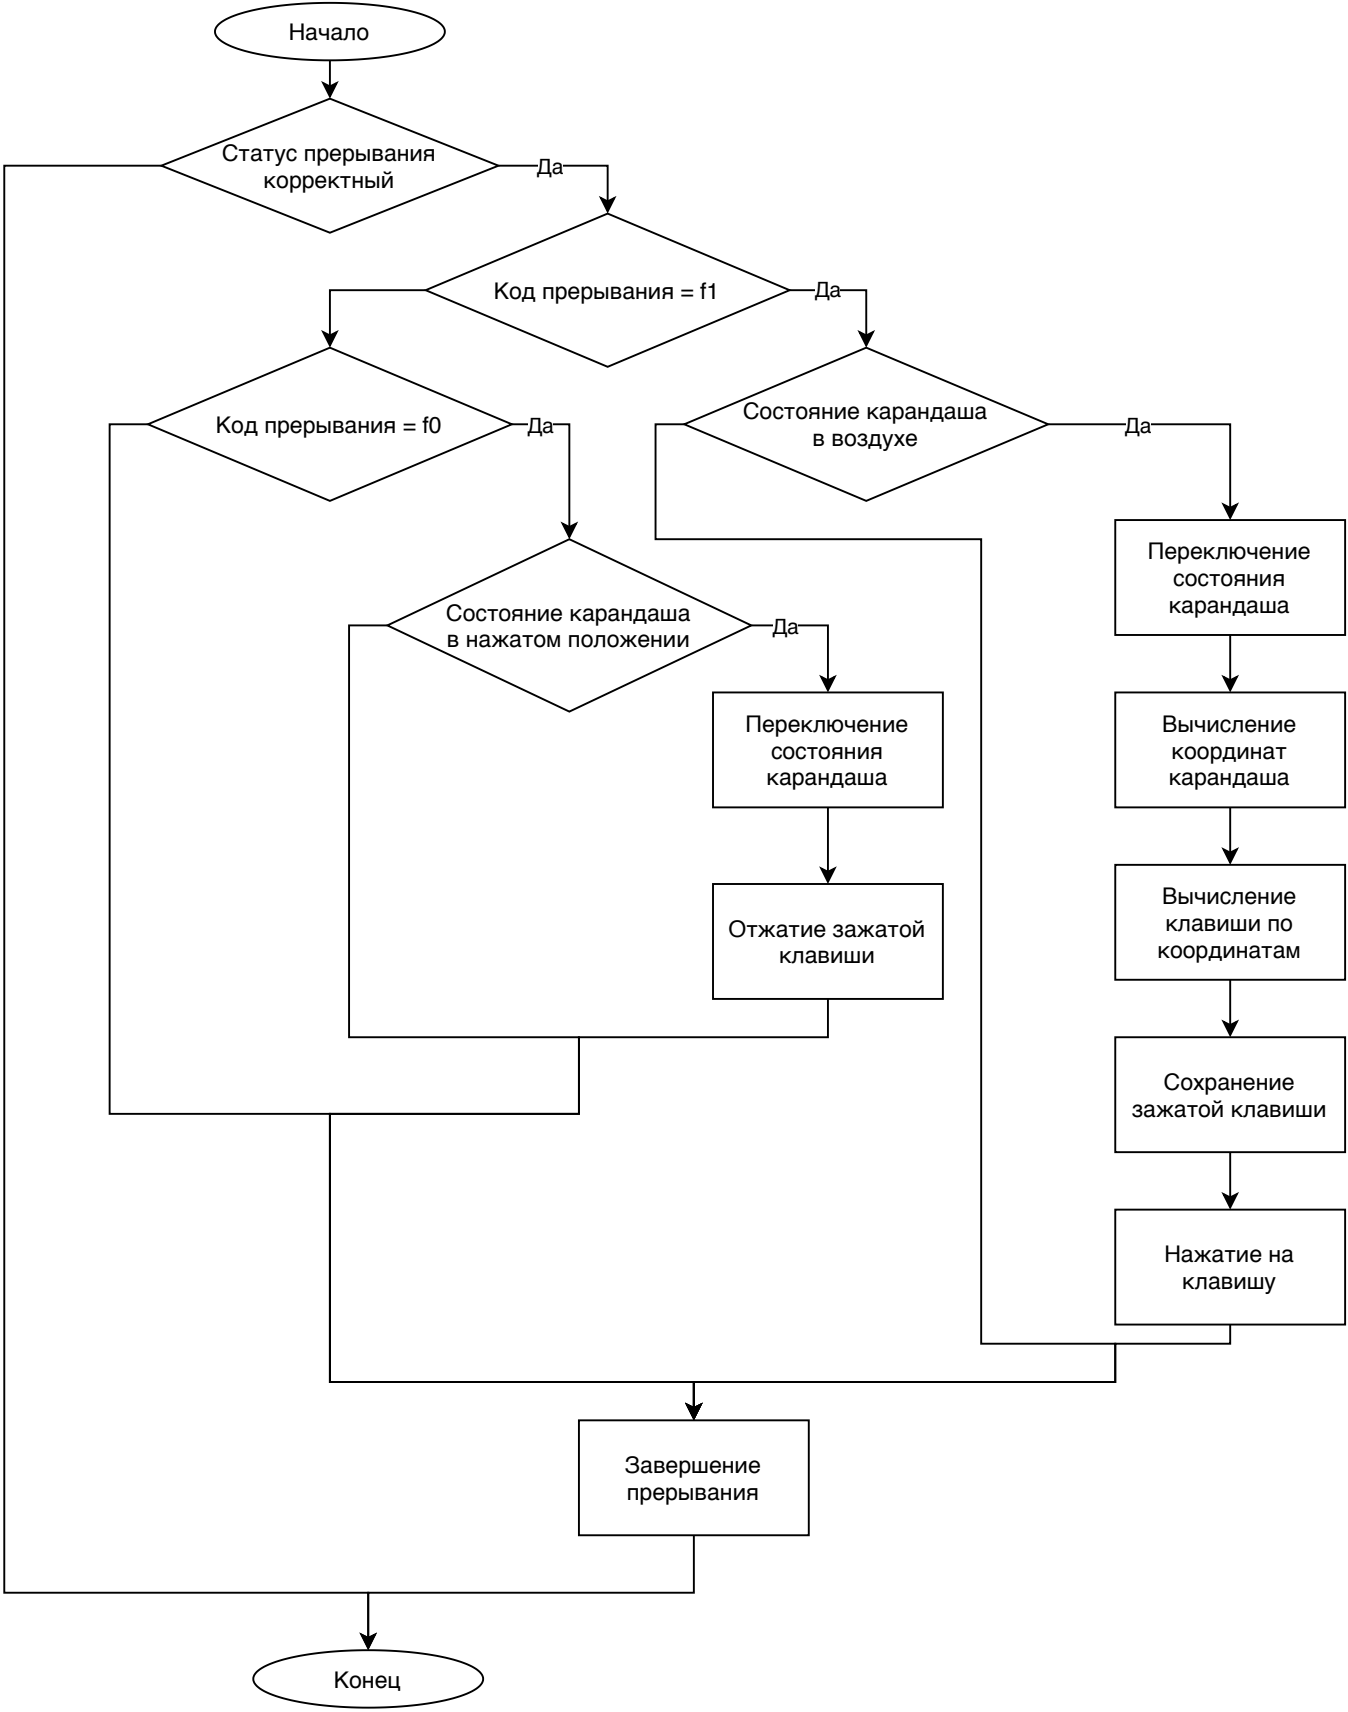 Начало
Статус прерывания
корректный
Да
Код прерывания = f1
Да
Код прерывания = f0
Да
Состояние карандаша
в воздухе
Да
Состояние карандаша
в нажатом положении
Да
Переключение
состояния
карандаша
Переключение
состояния
карандаша
Вычисление
координат
карандаша
Отжатие зажатой
клавиши
Вычисление
клавиши по
координатам
Сохранение
зажатой клавиши
Нажатие на
клавишу
Завершение
прерывания
Конец